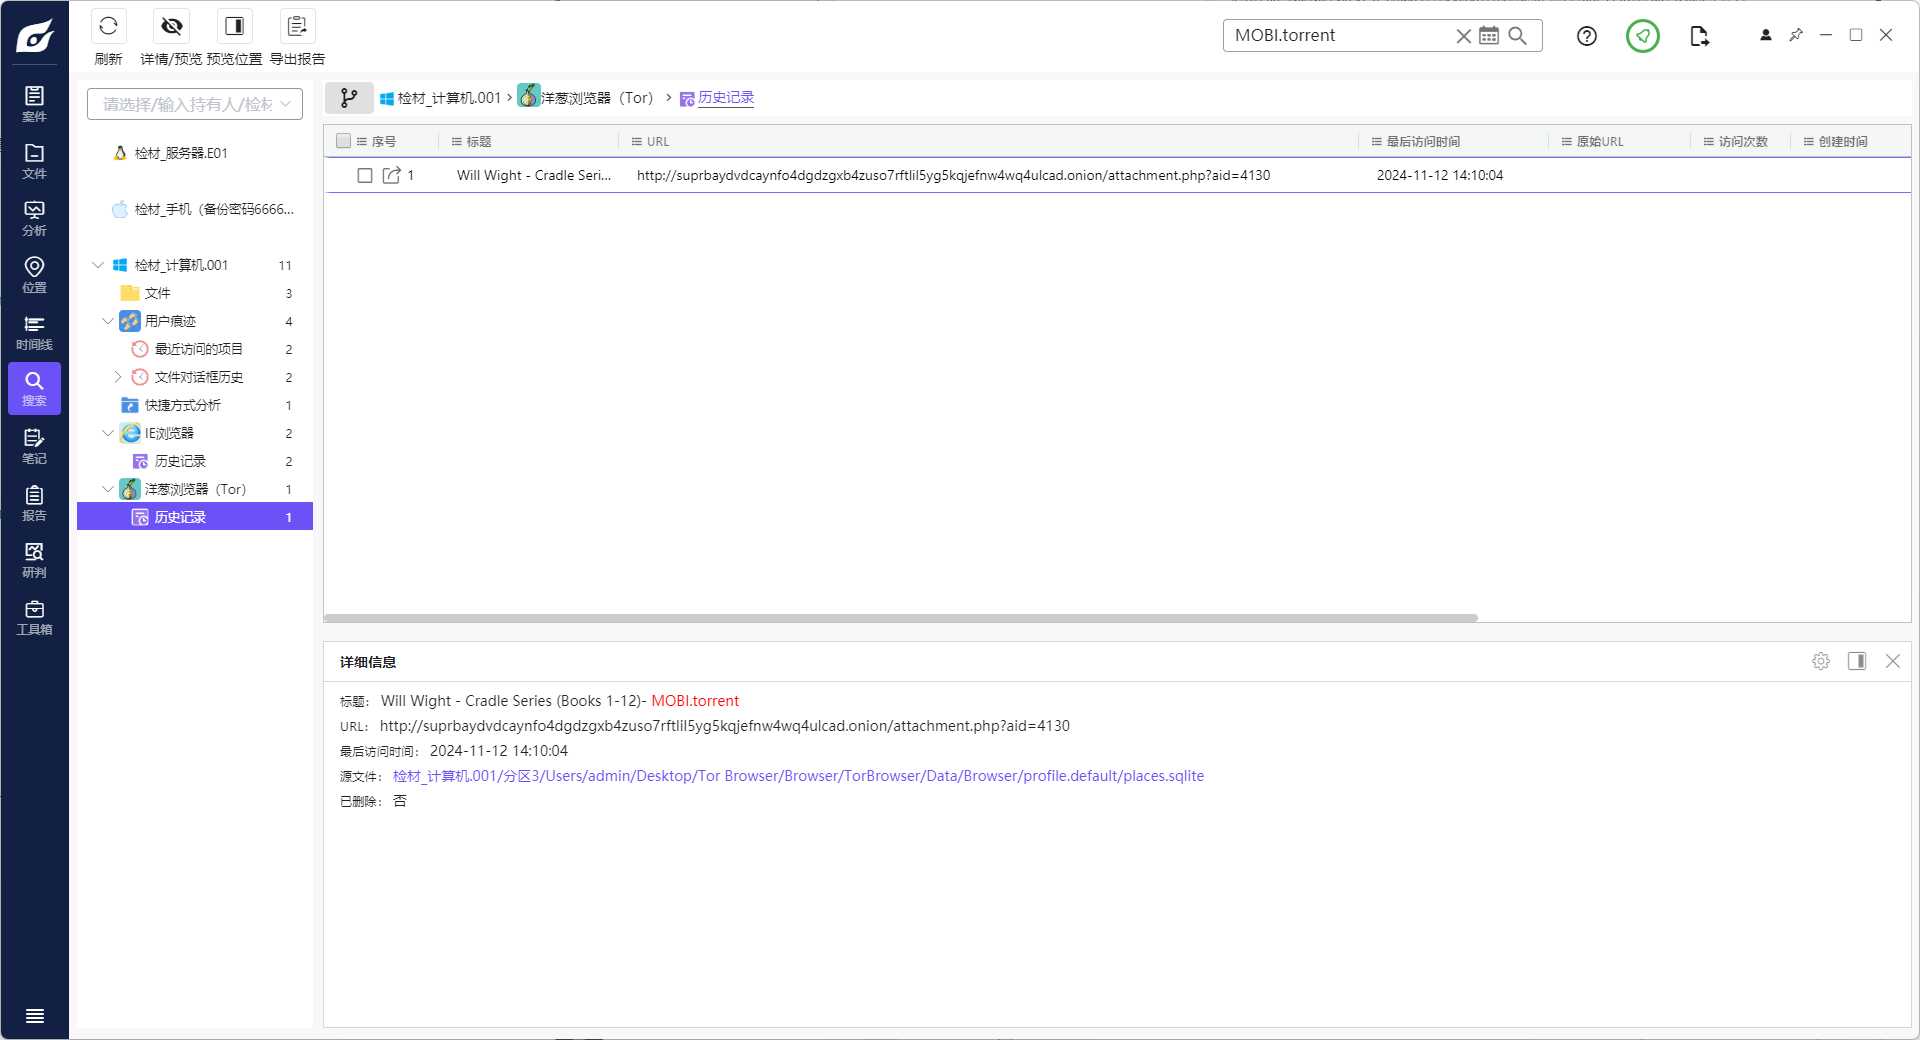 刷新
详情/预览
预览位置
导出报告
MOBI.torrent
案件
文件
分析
位置
时间线
搜索
笔记
报告
研判
工具箱
请选择/输入持有人/检材
检材_服务器.E01
检材_手机（备份密码6666...
检材_计算机.001 11
文件 3
用户痕迹 4
最近访问的项目 2
文件对话框历史 2
快捷方式分析 1
IE浏览器 2
历史记录 2
洋葱浏览器（Tor） 1
历史记录 1
检材_计算机.001 › 洋葱浏览器（Tor） › 历史记录
序号 标题 URL 最后访问时间 原始URL 访问次数 创建时间
1 Will Wight - Cradle Seri... http://suprbaydvdcaynfo4dgdzgxb4zuso7rftlil5yg5kqjefnw4wq4ulcad.onion/attachment.php?aid=4130 2024-11-12 14:10:04
详细信息
标题： Will Wight - Cradle Series (Books 1-12)- MOBI.torrent
URL： http://suprbaydvdcaynfo4dgdzgxb4zuso7rftlil5yg5kqjefnw4wq4ulcad.onion/attachment.php?aid=4130
最后访问时间： 2024-11-12 14:10:04
源文件： 检材_计算机.001/分区3/Users/admin/Desktop/Tor Browser/Browser/TorBrowser/Data/Browser/profile.default/places.sqlite
已删除： 否